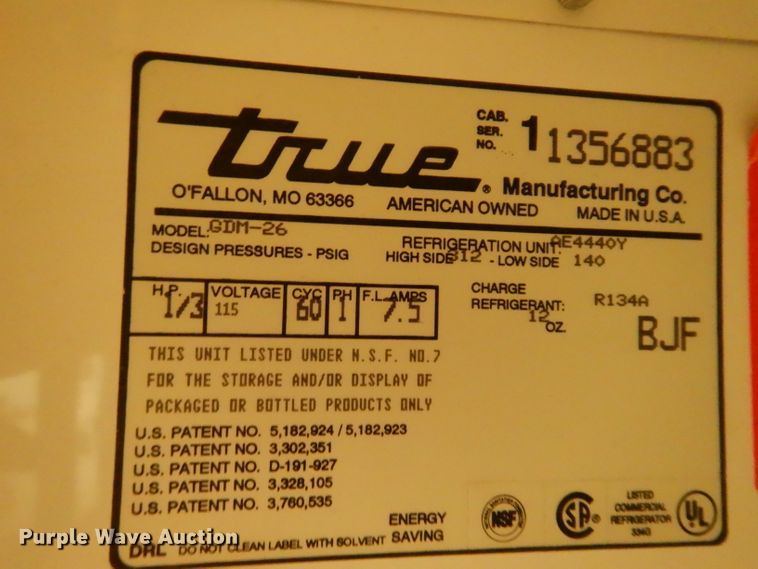 true®
CAB. SER. NO. 1 1356883
Manufacturing Co.
O'FALLON, MO 63366 AMERICAN OWNED MADE IN U.S.A.
MODEL: GDM-26 REFRIGERATION UNIT: AE4440Y
DESIGN PRESSURES - PSIG HIGH SIDE 312 - LOW SIDE 140
H.P. 1/3 VOLTAGE 115 CYC 60 PH 1 F.L. AMPS 7.5
CHARGE
REFRIGERANT: R134A
12 OZ.
BJF
THIS UNIT LISTED UNDER N.S.F. NO.7
FOR THE STORAGE AND/OR DISPLAY OF
PACKAGED OR BOTTLED PRODUCTS ONLY
U.S. PATENT NO. 5,182,924 / 5,182,923
U.S. PATENT NO. 3,302,351
U.S. PATENT NO. D-191-927
U.S. PATENT NO. 3,328,105
U.S. PATENT NO. 3,760,535
ENERGY
SAVING
NSF
SA®
LISTED
COMMERCIAL
REFRIGERATOR
UL
DRL DO NOT CLEAN LABEL WITH SOLVENT
Purple Wave Auction